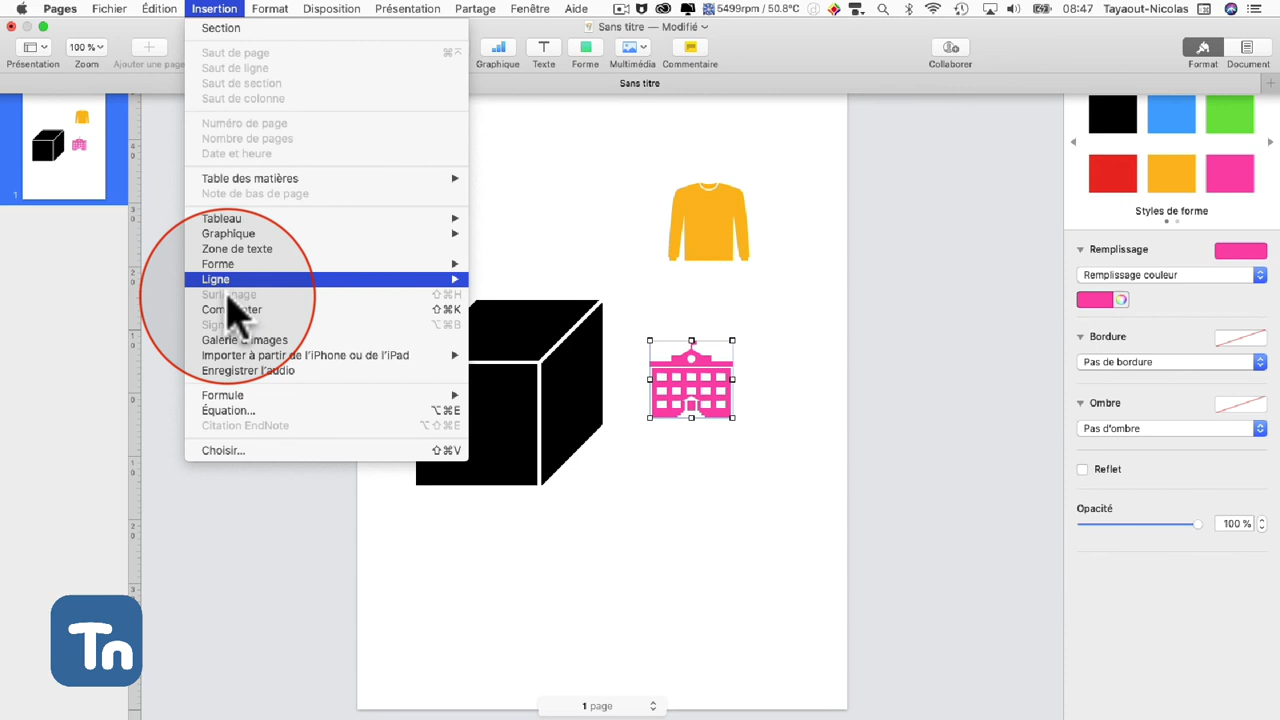 Pages Fichier Édition Insertion Format Disposition Présentation Partage Fenêtre Aide 5499rpm / 50.8°C 08:47 Tayaout-Nicolas
Sans titre — Modifié
Présentation
100 %
Zoom
Ajouter une page
Graphique
Texte
Forme
Multimédia
Commentaire
Collaborer
Format
Document
Sans titre
Section
Saut de page
Saut de ligne
Saut de section
Saut de colonne
Numéro de page
Nombre de pages
Date et heure
Table des matières
Note de bas de page
Tableau
Graphique
Zone de texte
Forme
Ligne
⇧⌘H
⇧⌘K
⌥⌘B
Galerie d'images
Importer à partir de l'iPhone ou de l'iPad
Enregistrer l'audio
Formule
Équation... ⌥⌘E
Citation EndNote ⌥⇧⌘E
Choisir... ⇧⌘V
1
Styles de forme
Remplissage
Remplissage couleur
Bordure
Pas de bordure
Ombre
Pas d'ombre
Reflet
Opacité
100 %
Tn
1 page